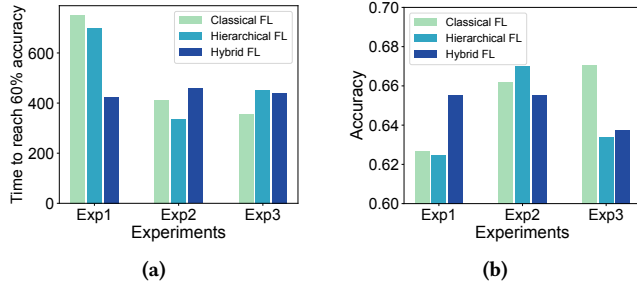 Time to reach 60% accuracy
600
400
200
0
Classical FL
Hierarchical FL
Hybrid FL
Exp1
Exp2
Exp3
Experiments
(a)
Accuracy
0.70
0.68
0.66
0.64
0.62
0.60
Classical FL
Hierarchical FL
Hybrid FL
Exp1
Exp2
Exp3
Experiments
(b)